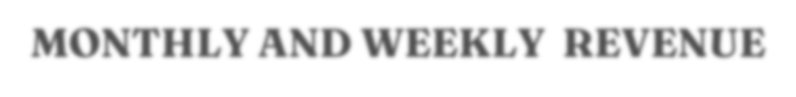 MONTHLY AND WEEKLY REVENUE